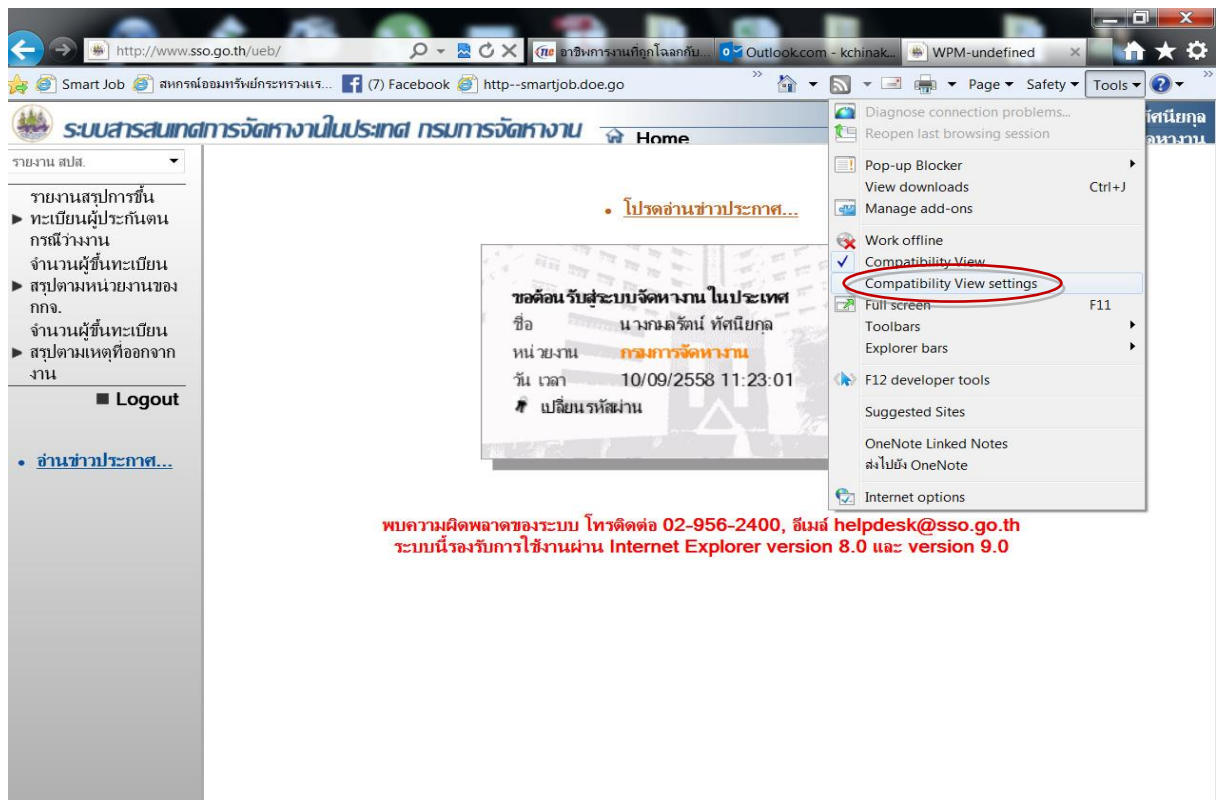 http://www.sso.go.th/ueb/
อาชีพการงานที่ถูกโฉลกกับ...
Outlook.com - kchinak...
WPM-undefined
Smart Job
สหกรณ์ออมทรัพย์กระทรวงแร...
(7) Facebook
http--smartjob.doe.go
Page
Safety
Tools
ระบบสารสนเทศการจัดหางานในประเทศ กรมการจัดหางาน
Home
รายงาน สปส.
รายงานสรุปการขึ้น
ทะเบียนผู้ประกันตน
กรณีว่างงาน
จำนวนผู้ขึ้นทะเบียน
สรุปตามหน่วยงานของ
กกจ.
จำนวนผู้ขึ้นทะเบียน
สรุปตามเหตุที่ออกจาก
งาน
Logout
อ่านข่าวประกาศ...
โปรดอ่านข่าวประกาศ...
ขอต้อนรับสู่ระบบจัดหางานในประเทศ
ชื่อ นางกมลรัตน์ ทัศนียกุล
หน่วยงาน กรมการจัดหางาน
วัน เวลา 10/09/2558 11:23:01
เปลี่ยนรหัสผ่าน
Diagnose connection problems...
Reopen last browsing session
Pop-up Blocker
View downloads Ctrl+J
Manage add-ons
Work offline
Compatibility View
Compatibility View settings
Full screen F11
Toolbars
Explorer bars
F12 developer tools
Suggested Sites
OneNote Linked Notes
ส่งไปยัง OneNote
Internet options
พบความผิดพลาดของระบบ โทรติดต่อ 02-956-2400, อีเมล์ helpdesk@sso.go.th
ระบบนี้รองรับการใช้งานผ่าน Internet Explorer version 8.0 และ version 9.0